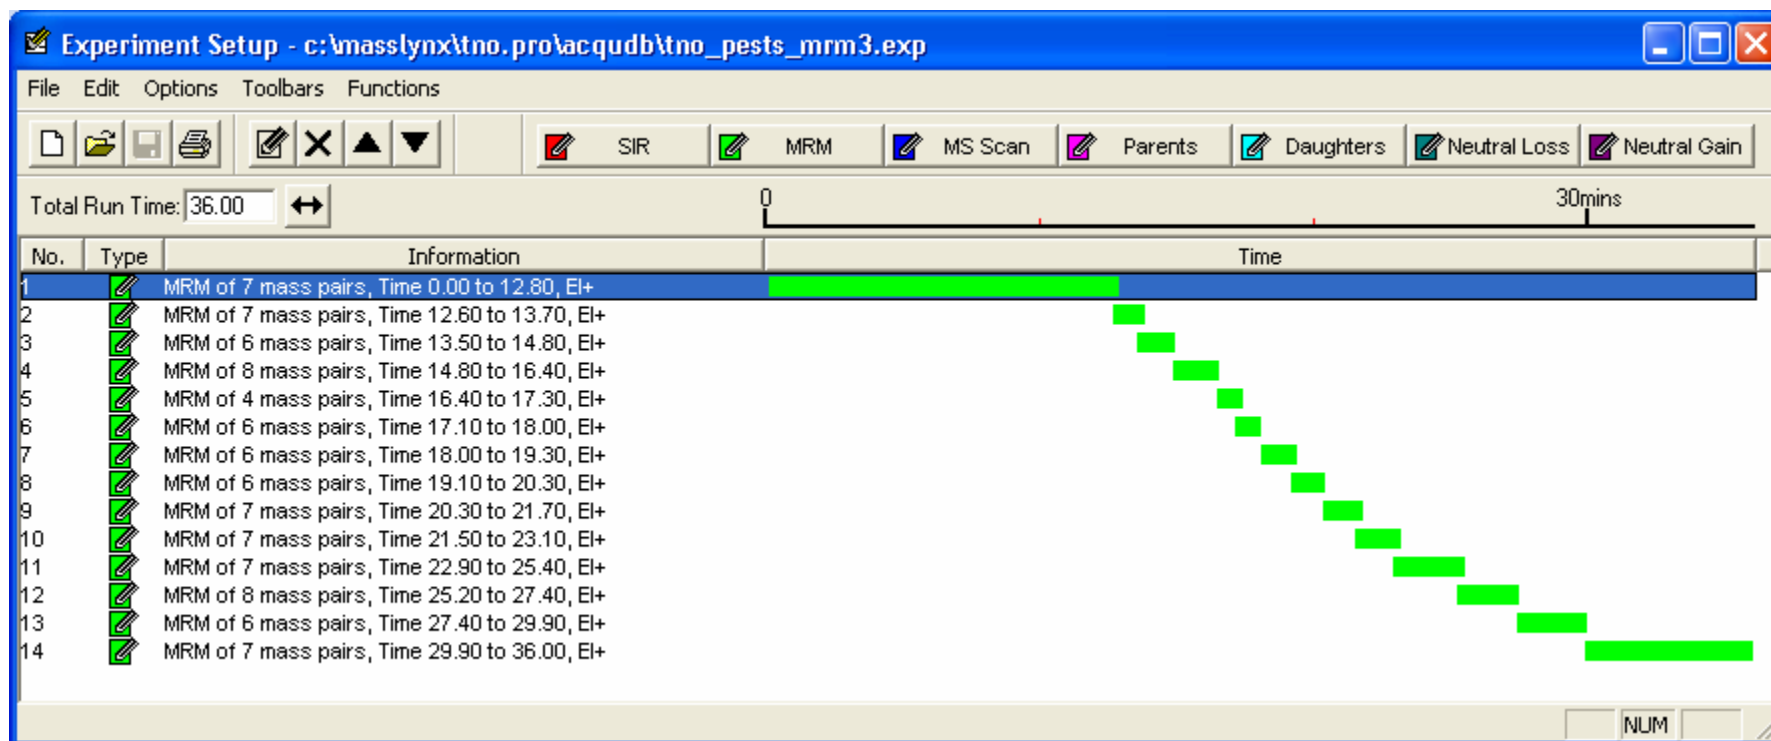 Experiment Setup - c:\masslynx\tno.pro\acqudb\tno_pests_mrm3.exp
File Edit Options Toolbars Functions
SIR MRM MS Scan Parents Daughters Neutral Loss Neutral Gain
Total Run Time: 36.00 0 30mins
No. Type Information Time
1 MRM of 7 mass pairs, Time 0.00 to 12.80, EI+
2 MRM of 7 mass pairs, Time 12.60 to 13.70, EI+
3 MRM of 6 mass pairs, Time 13.50 to 14.80, EI+
4 MRM of 8 mass pairs, Time 14.80 to 16.40, EI+
5 MRM of 4 mass pairs, Time 16.40 to 17.30, EI+
6 MRM of 6 mass pairs, Time 17.10 to 18.00, EI+
7 MRM of 6 mass pairs, Time 18.00 to 19.30, EI+
8 MRM of 6 mass pairs, Time 19.10 to 20.30, EI+
9 MRM of 7 mass pairs, Time 20.30 to 21.70, EI+
10 MRM of 7 mass pairs, Time 21.50 to 23.10, EI+
11 MRM of 7 mass pairs, Time 22.90 to 25.40, EI+
12 MRM of 8 mass pairs, Time 25.20 to 27.40, EI+
13 MRM of 6 mass pairs, Time 27.40 to 29.90, EI+
14 MRM of 7 mass pairs, Time 29.90 to 36.00, EI+
NUM